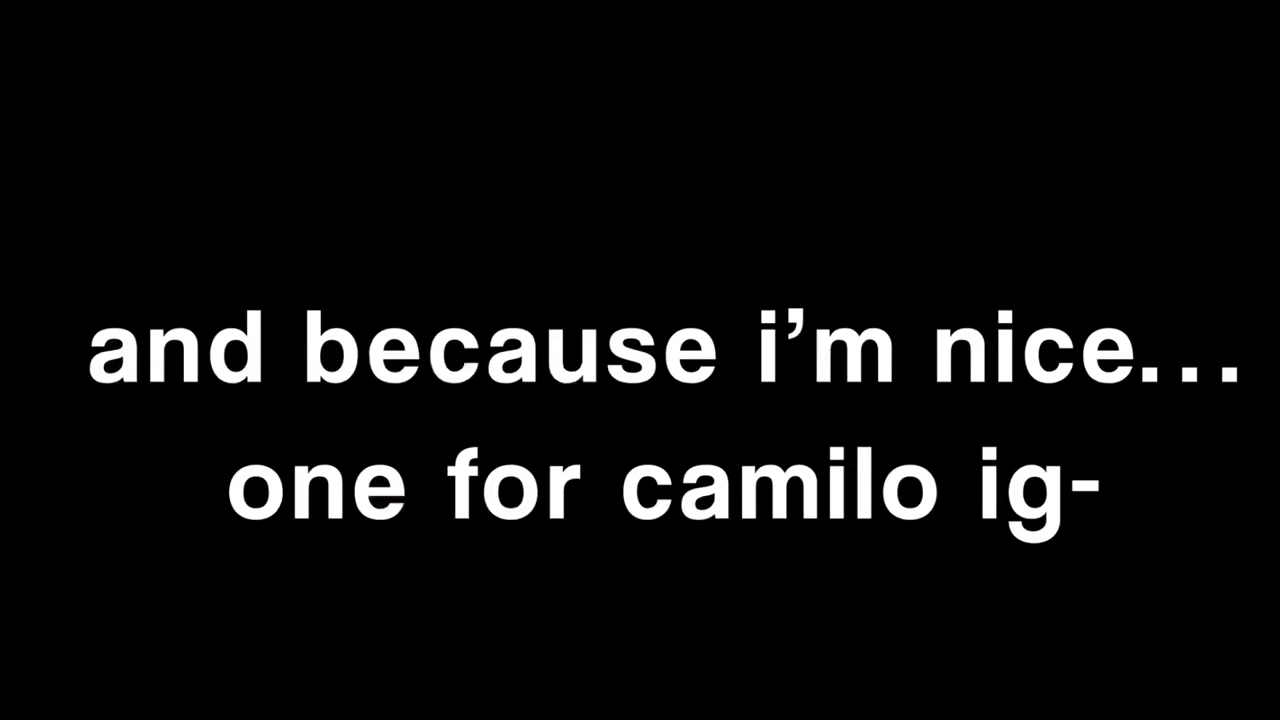 and because i’m nice...
one for camilo ig-